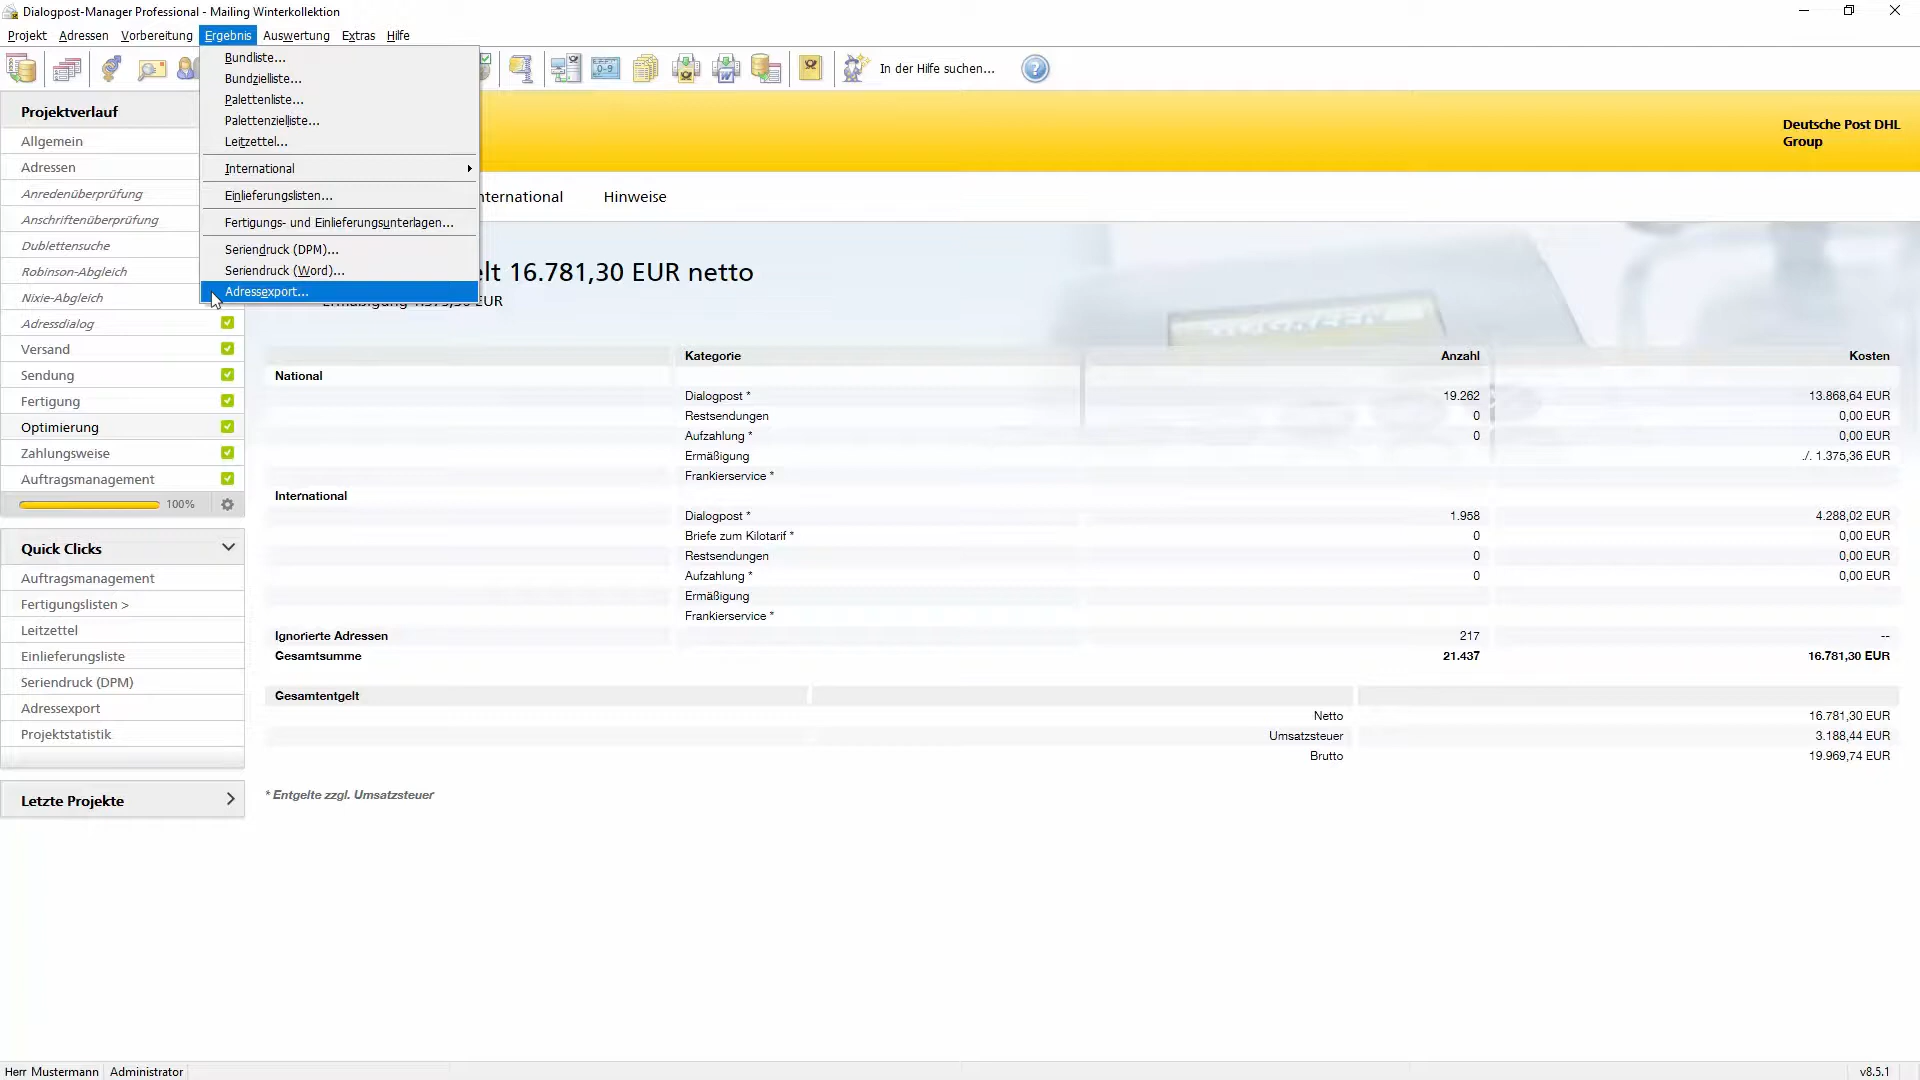 Dialogpost-Manager Professional - Mailing Winterkollektion
Projekt Adressen Vorbereitung Ergebnis Auswertung Extras Hilfe
In der Hilfe suchen...
Bundliste...
Bundzielliste...
Palettenliste...
Palettenzielliste...
Leitzettel...
International
Einlieferungslisten...
Fertigungs- und Einlieferungsunterlagen...
Seriendruck (DPM)...
Seriendruck (Word)...
Adressexport...
Projektverlauf
Allgemein
Adressen
Anredenüberprüfung
Anschriftenüberprüfung
Dublettensuche
Robinson-Abgleich
Nixie-Abgleich
Adressdialog
Versand
Sendung
Fertigung
Optimierung
Zahlungsweise
Auftragsmanagement
100%
Quick Clicks
Auftragsmanagement
Fertigungslisten >
Leitzettel
Einlieferungsliste
Seriendruck (DPM)
Adressexport
Projektstatistik
Letzte Projekte
Deutsche Post DHL
Group
nternational Hinweise
lt 16.781,30 EUR netto
EUR
Kategorie Anzahl Kosten
National
Dialogpost * 19.262 13.868,64 EUR
Restsendungen 0 0,00 EUR
Aufzahlung * 0 0,00 EUR
Ermäßigung ./. 1.375,36 EUR
Frankierservice *
International
Dialogpost * 1.958 4.288,02 EUR
Briefe zum Kilotarif * 0 0,00 EUR
Restsendungen 0 0,00 EUR
Aufzahlung * 0 0,00 EUR
Ermäßigung
Frankierservice *
Ignorierte Adressen 217 --
Gesamtsumme 21.437 16.781,30 EUR
Gesamtentgelt
Netto 16.781,30 EUR
Umsatzsteuer 3.188,44 EUR
Brutto 19.969,74 EUR
* Entgelte zzgl. Umsatzsteuer
Herr Mustermann Administrator v8.5.1